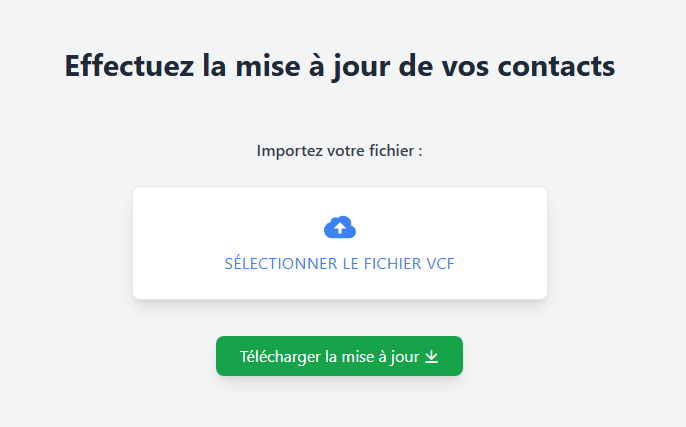 Effectuez la mise à jour de vos contacts
Importez votre fichier :
SÉLECTIONNER LE FICHIER VCF
Télécharger la mise à jour